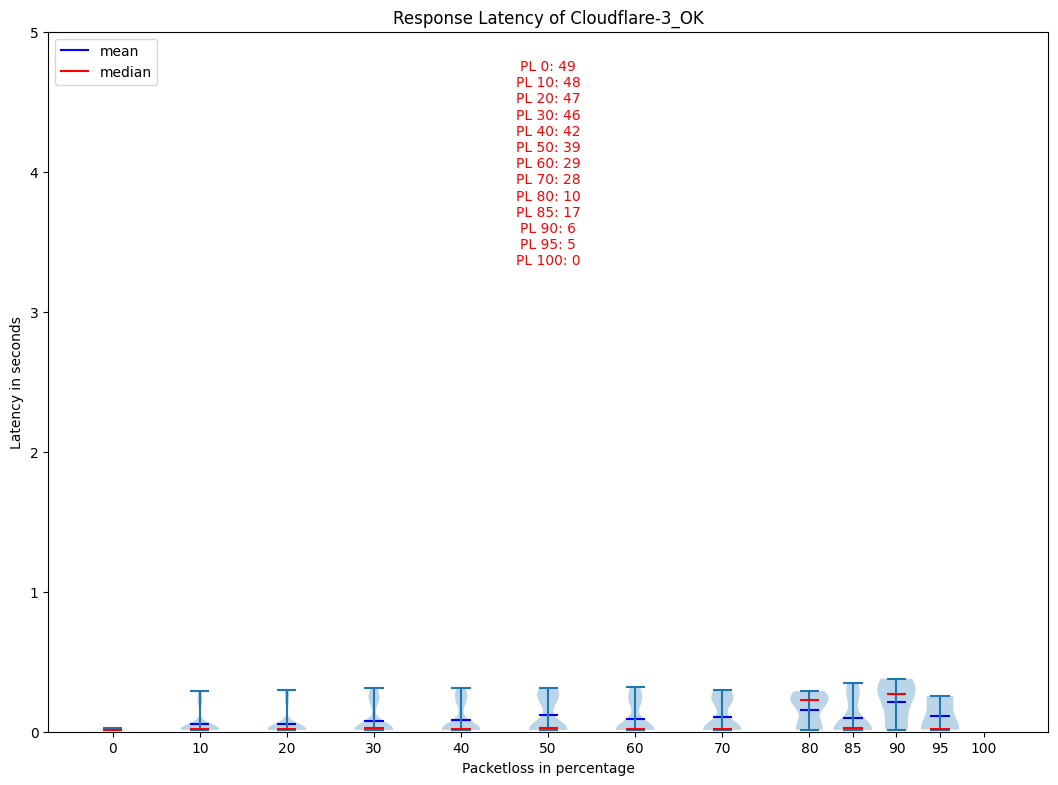 Response Latency of Cloudflare-3_OK
mean
median
PL 0: 49
PL 10: 48
PL 20: 47
PL 30: 46
PL 40: 42
PL 50: 39
PL 60: 29
PL 70: 28
PL 80: 10
PL 85: 17
PL 90: 6
PL 95: 5
PL 100: 0
Latency in seconds
5
4
3
2
1
0
0 10 20 30 40 50 60 70 80 85 90 95 100
Packetloss in percentage